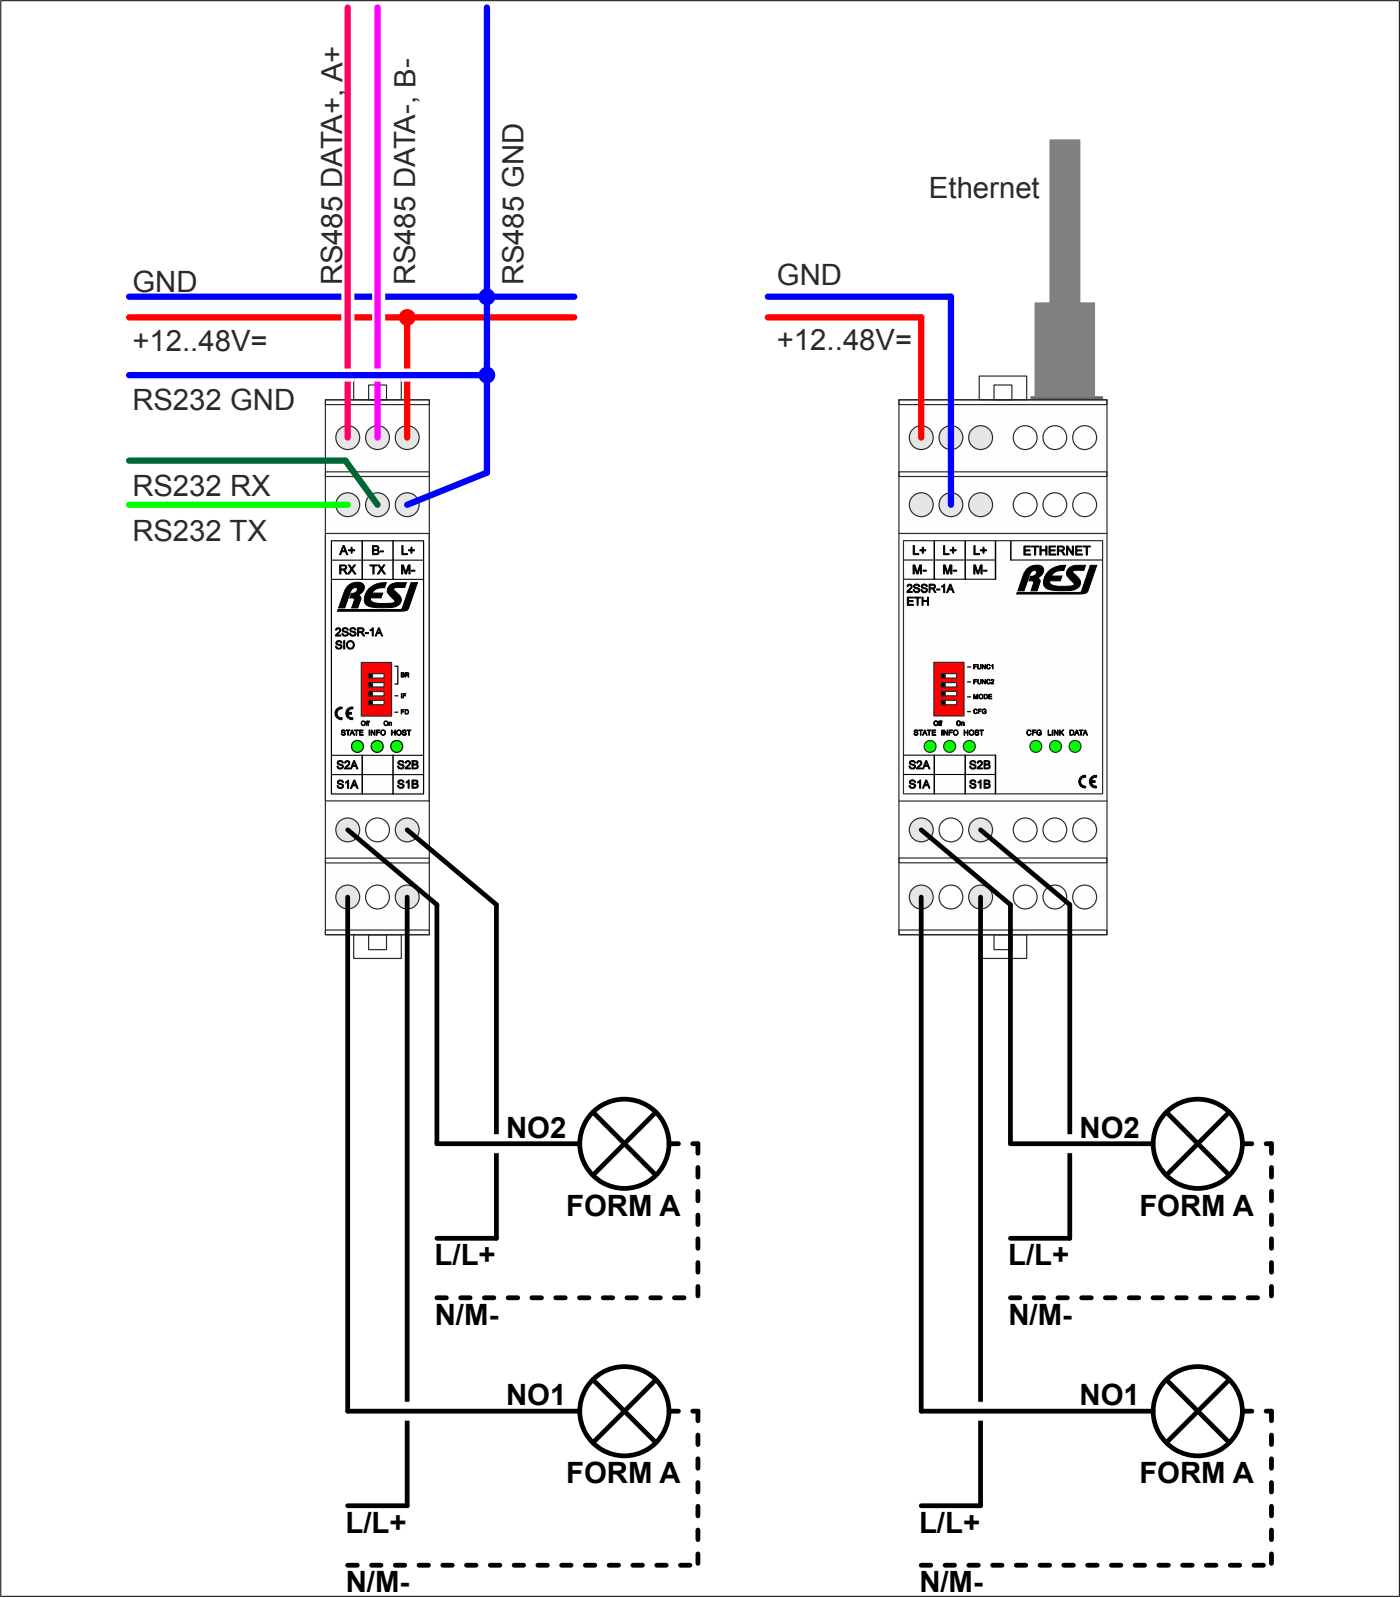 RS485 DATA+, A+
RS485 DATA-, B-
RS485 GND
GND
+12..48V=
RS232 GND
RS232 RX
RS232 TX
A+ B- L+
RX TX M-
RESI
2SSR-1A
SIO
BR
IF
FD
CE
Off On
STATE INFO HOST
S2A S2B
S1A S1B
NO2
FORM A
L/L+
N/M-
NO1
FORM A
L/L+
N/M-
Ethernet
GND
+12..48V=
L+ L+ L+ ETHERNET
M- M- M-
RESI
2SSR-1A
ETH
FUNC1
FUNC2
MODE
CFG
Off On
STATE INFO HOST
CFG LINK DATA
S2A S2B
S1A S1B
CE
NO2
FORM A
L/L+
N/M-
NO1
FORM A
L/L+
N/M-